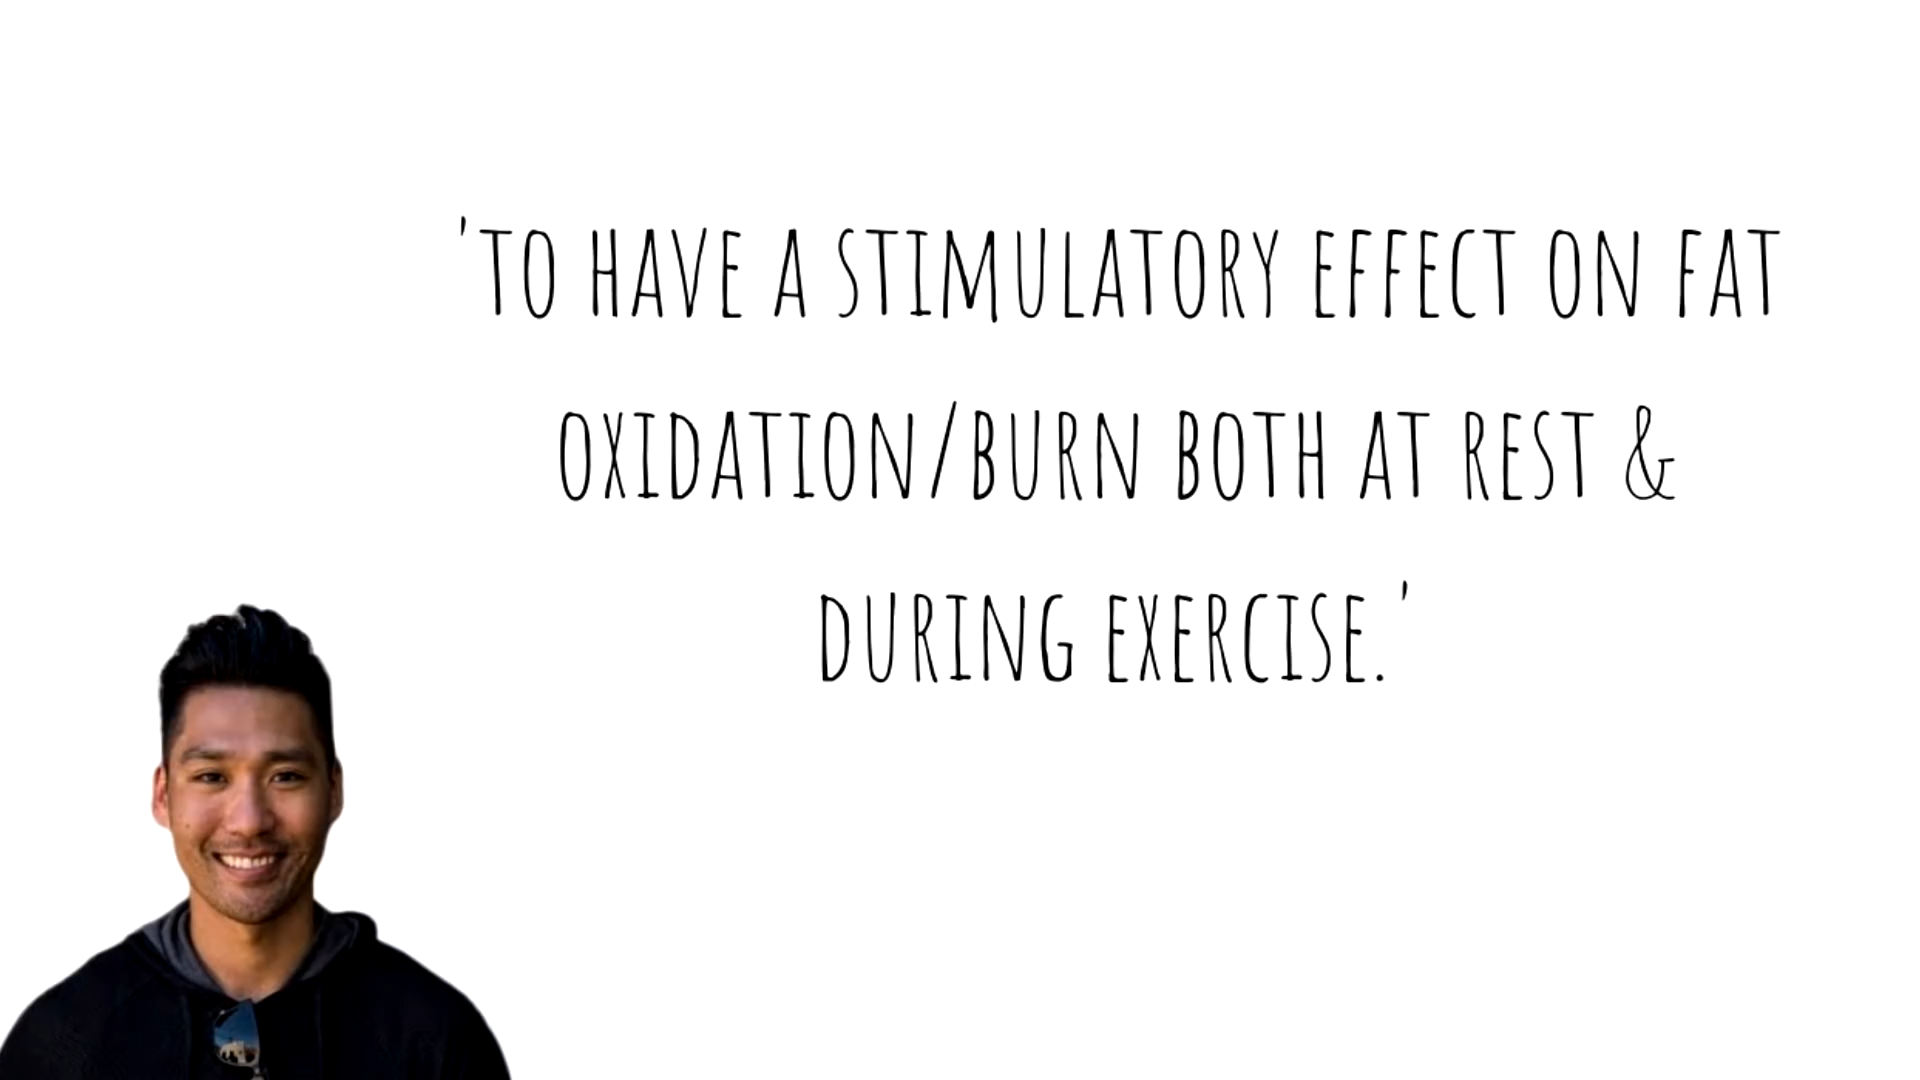 'TO HAVE A STIMULATORY EFFECT ON FAT
OXIDATION/BURN BOTH AT REST &
DURING EXERCISE.'